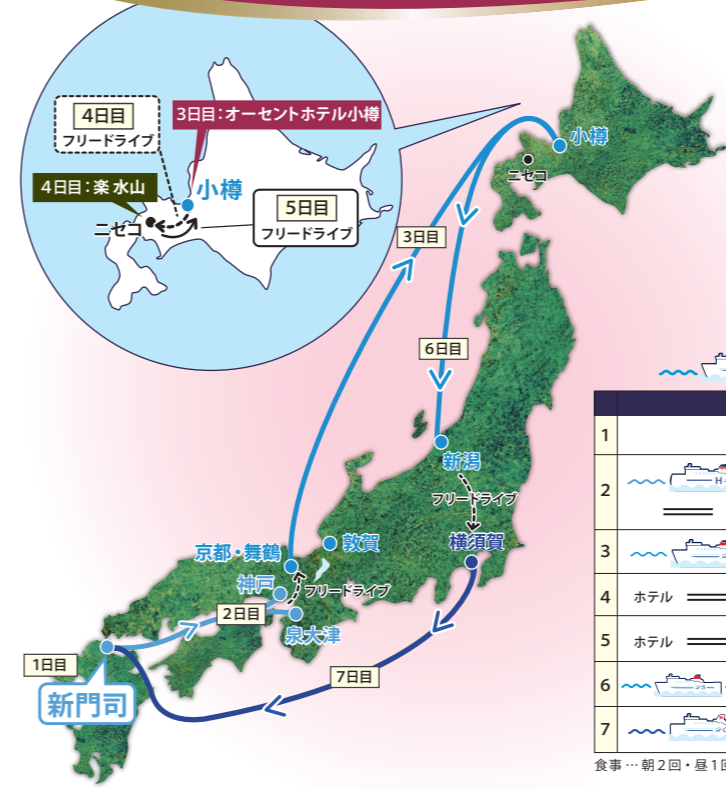 4日目
フリードライブ
3日目：オーセントホテル小樽
4日目：楽 水山
小樽
ニセコ
5日目
フリードライブ
小樽
ニセコ
3日目
6日目
新潟
フリードライブ
横須賀
敦賀
京都・舞鶴
神戸
フリードライブ
2日目
泉大津
1日目
新門司
7日目
1
2
3
4 ホテル
5 ホテル
6
7
食事…朝2回・昼1回